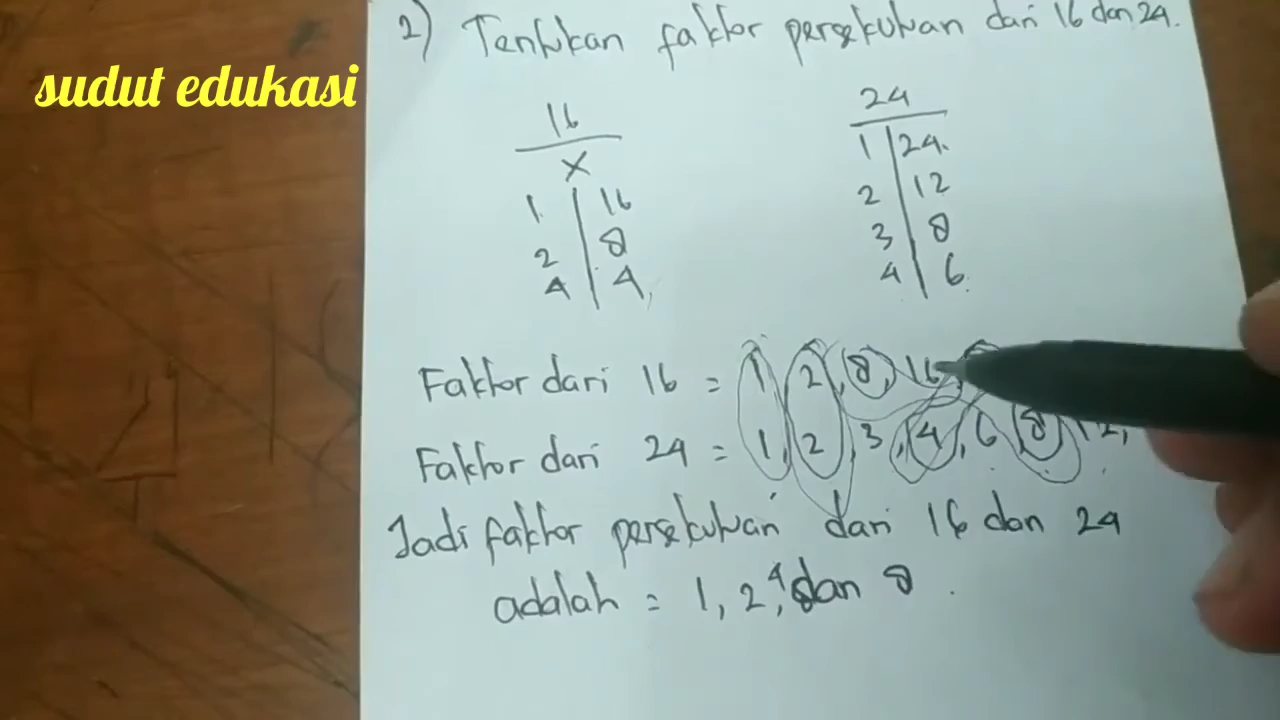 2) Tentukan faktor persekutuan dari 16 dan 24.
sudut edukasi
16
x
1 | 16
2 | 8
4 | 4
24
1 | 24
2 | 12
3 | 8
4 | 6
Faktor dari 16 = 1, 2, 8, 16
Faktor dari 24 = 1, 2, 3, 4, 6, 8, 12,
Jadi faktor persekutuan dari 16 dan 24
adalah = 1, 2, 4 dan 8.